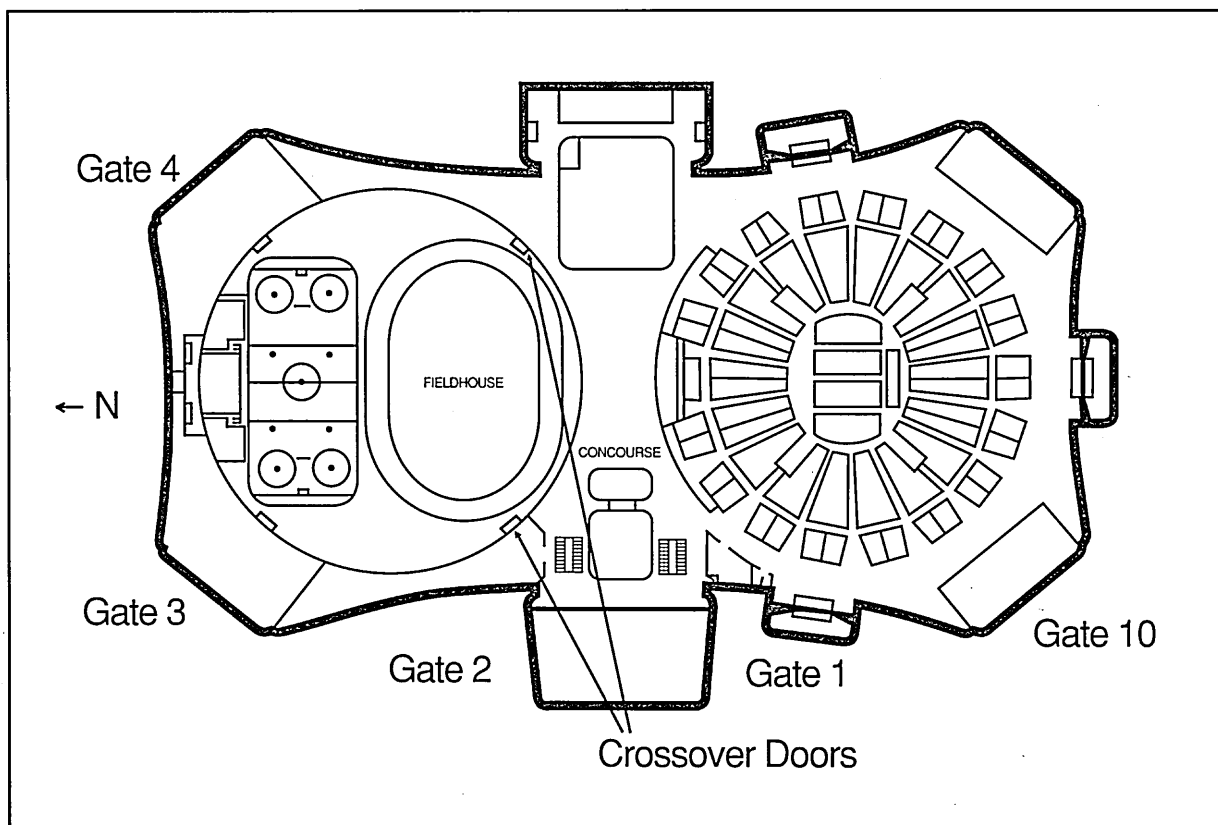 Gate 4
FIELDHOUSE
← N
CONCOURSE
Gate 3
Gate 10
Gate 2
Gate 1
Crossover Doors